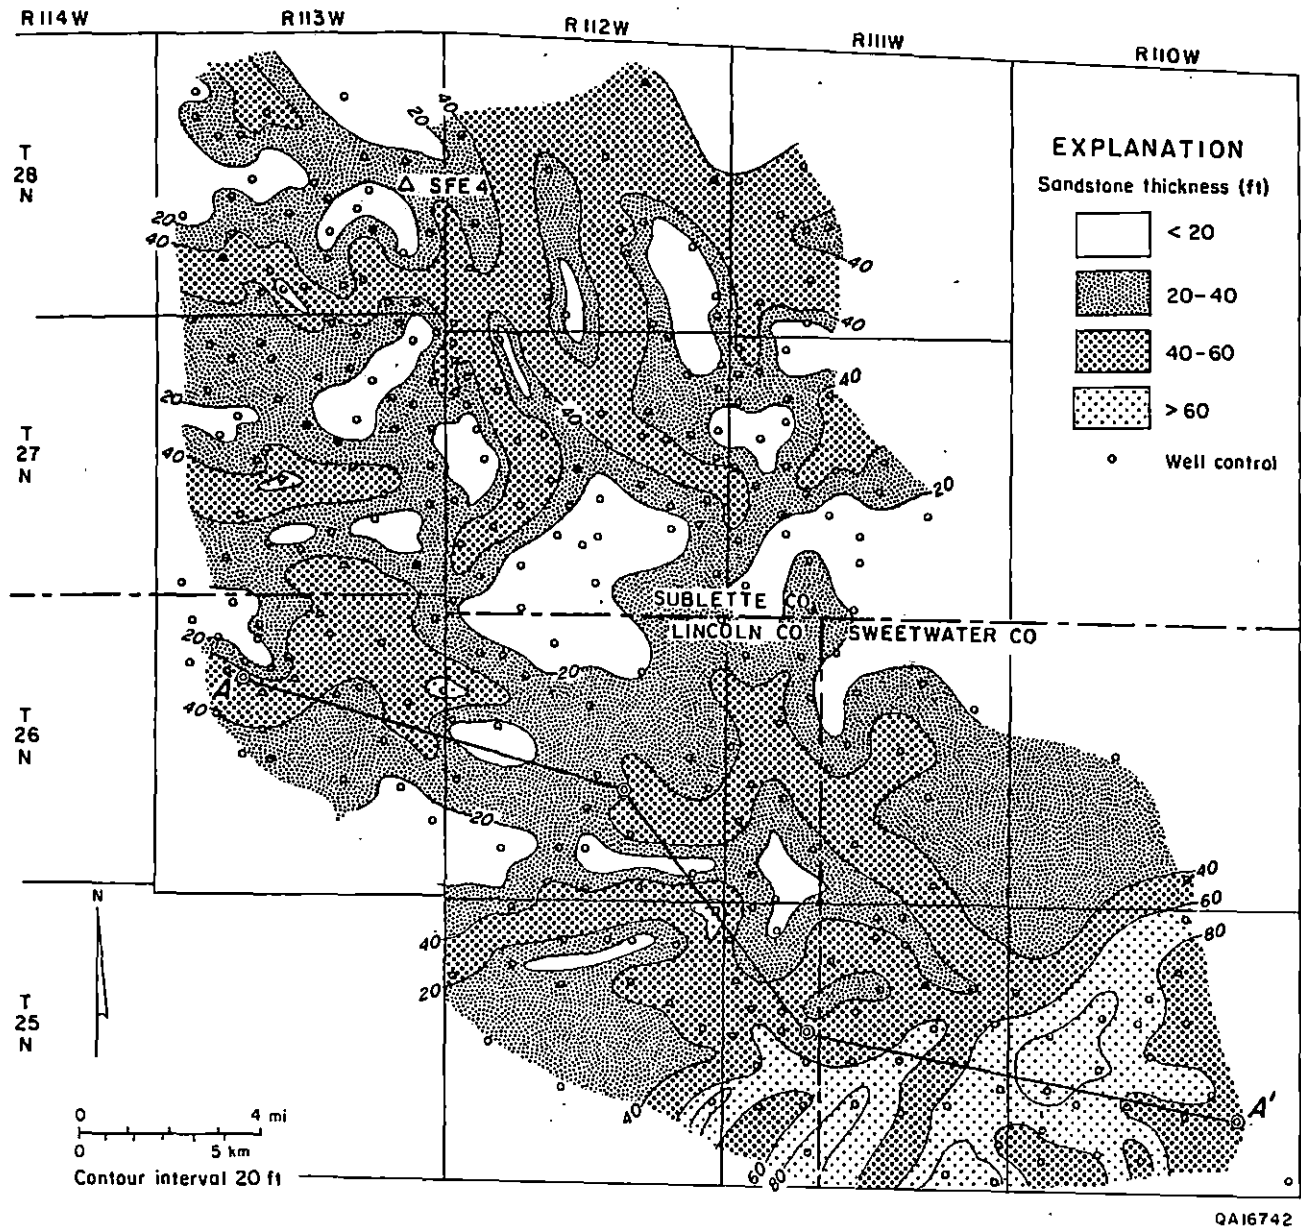 R114W R113W R112W R111W R110W
T 28 N
T 27 N
T 26 N
T 25 N
EXPLANATION
Sandstone thickness (ft)
< 20
20-40
40-60
> 60
Well control
40
20
SFE 4
20
40
40
40
40
20
40
40
20
SUBLETTE CO
LINCOLN CO SWEETWATER CO
20
20
A
40
20
40
60
80
40
20
N
40
60
80
A'
0 4 mi
0 5 km
Contour interval 20 ft
QA16742